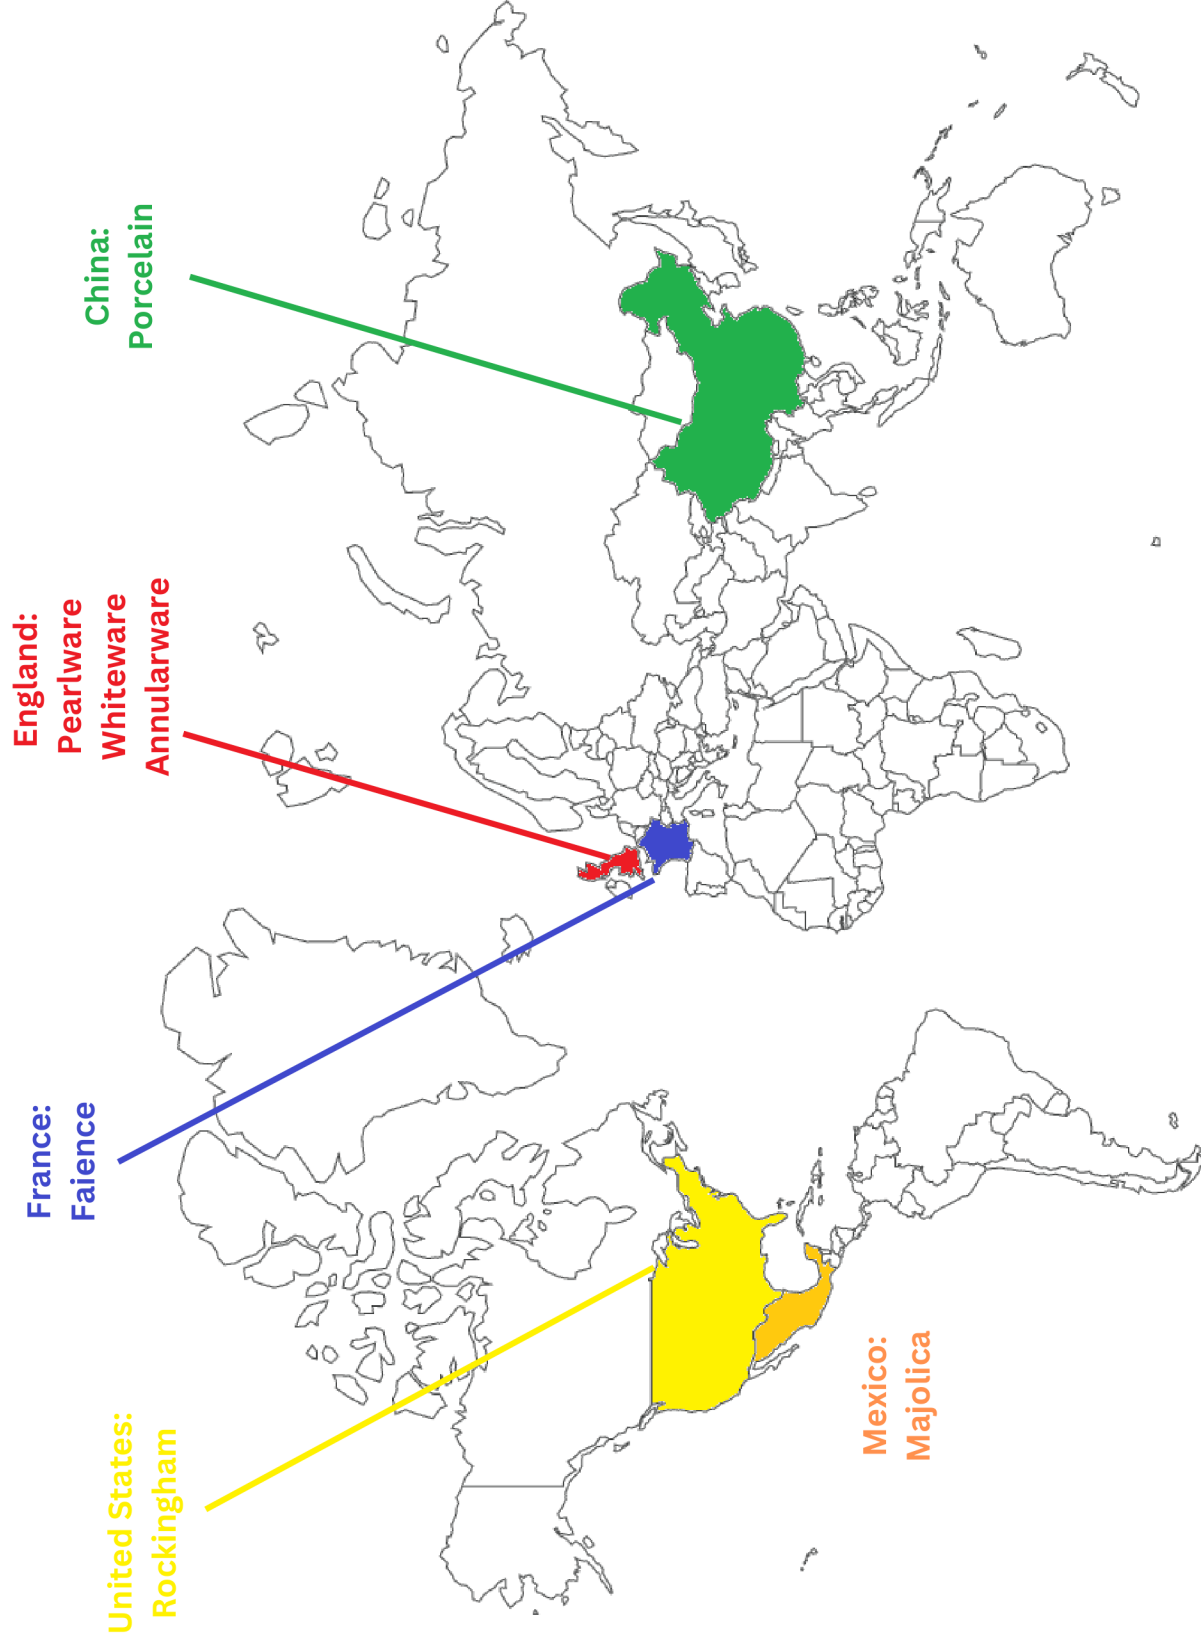 United States:
Rockingham
France:
Faience
England:
Pearlware
Whiteware
Annularware
China:
Porcelain
Mexico:
Majolica